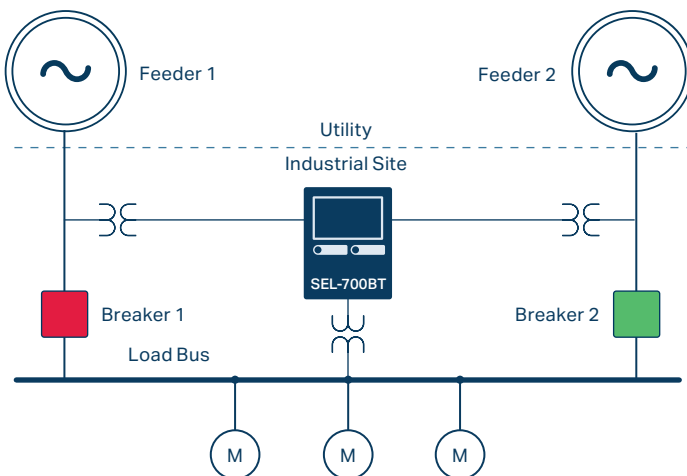 Feeder 1
Feeder 2
Utility
Industrial Site
SEL-700BT
Breaker 1
Breaker 2
Load Bus
M
M
M